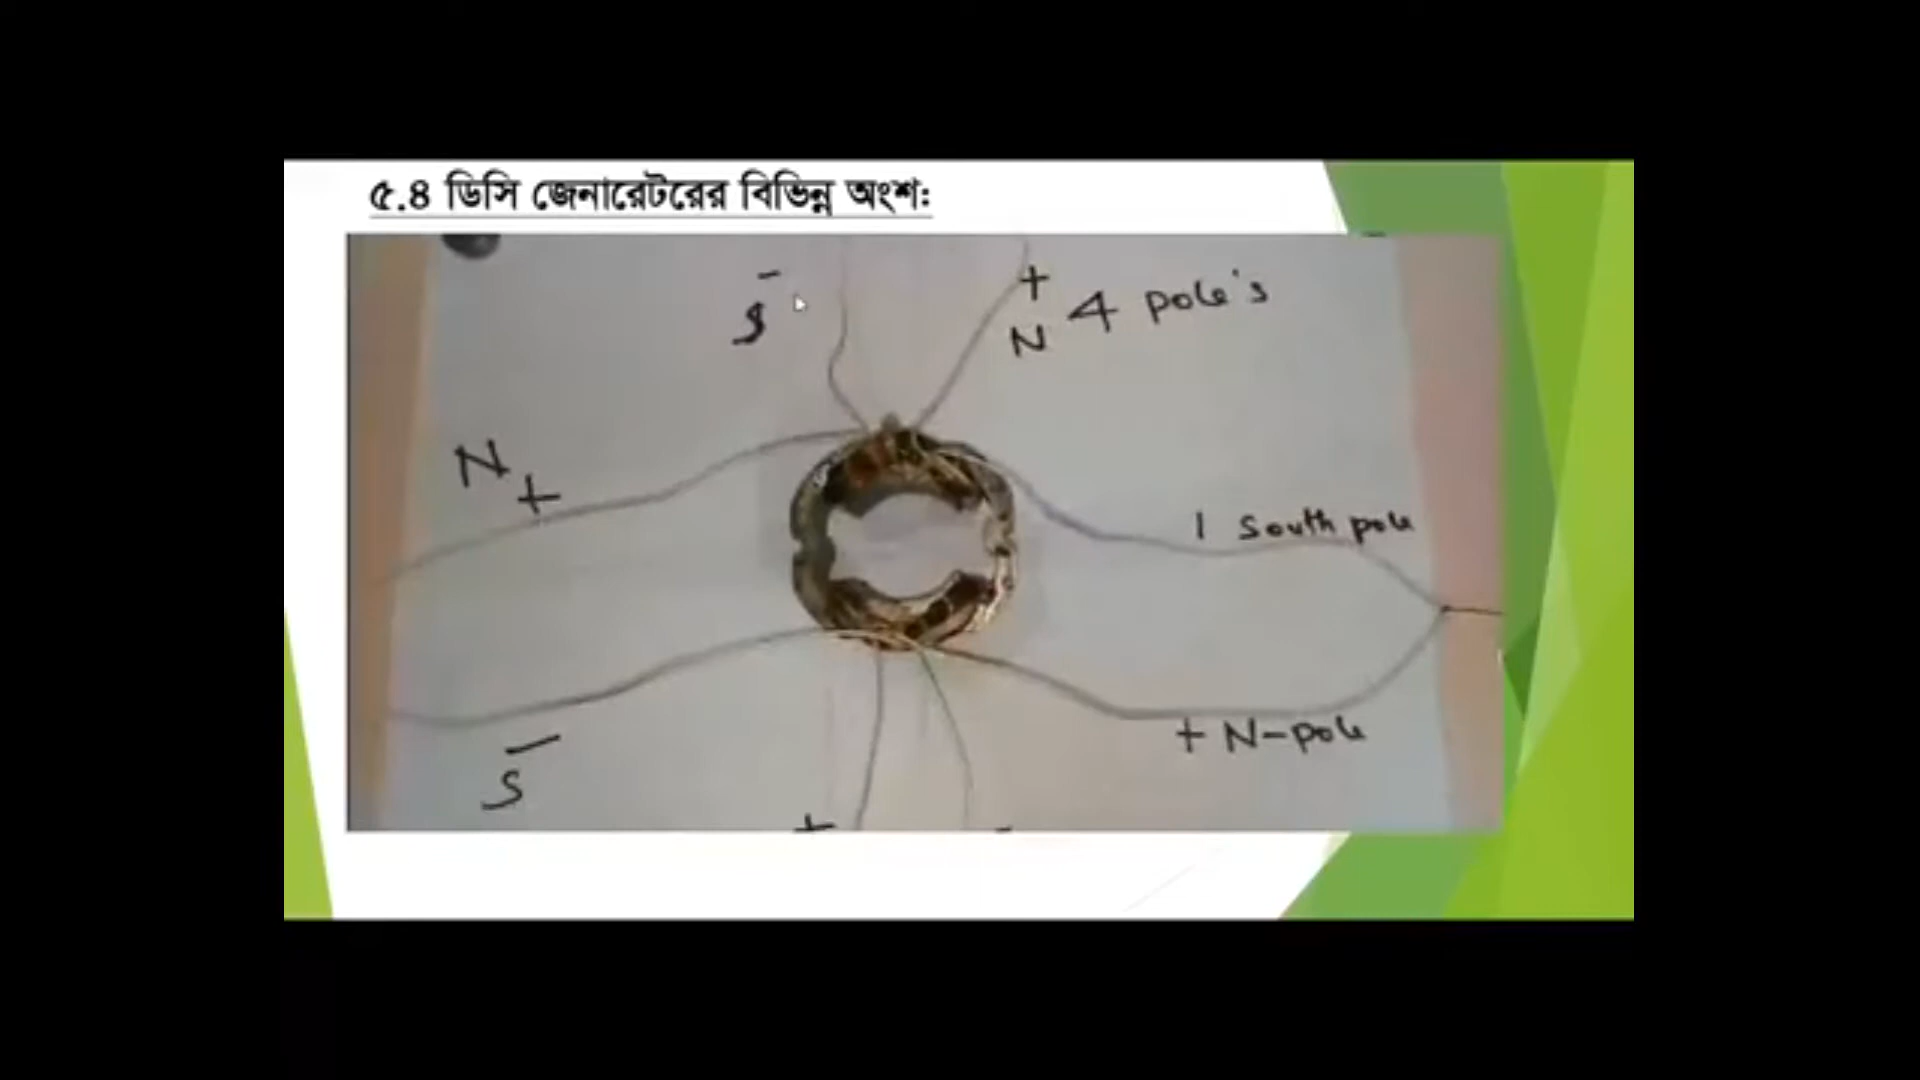 ৫.৪ ডিসি জেনারেটরের বিভিন্ন অংশঃ
-
S
+
N 4 pole's
N
+
1 South pole
+ N-pole
-
S
+ -